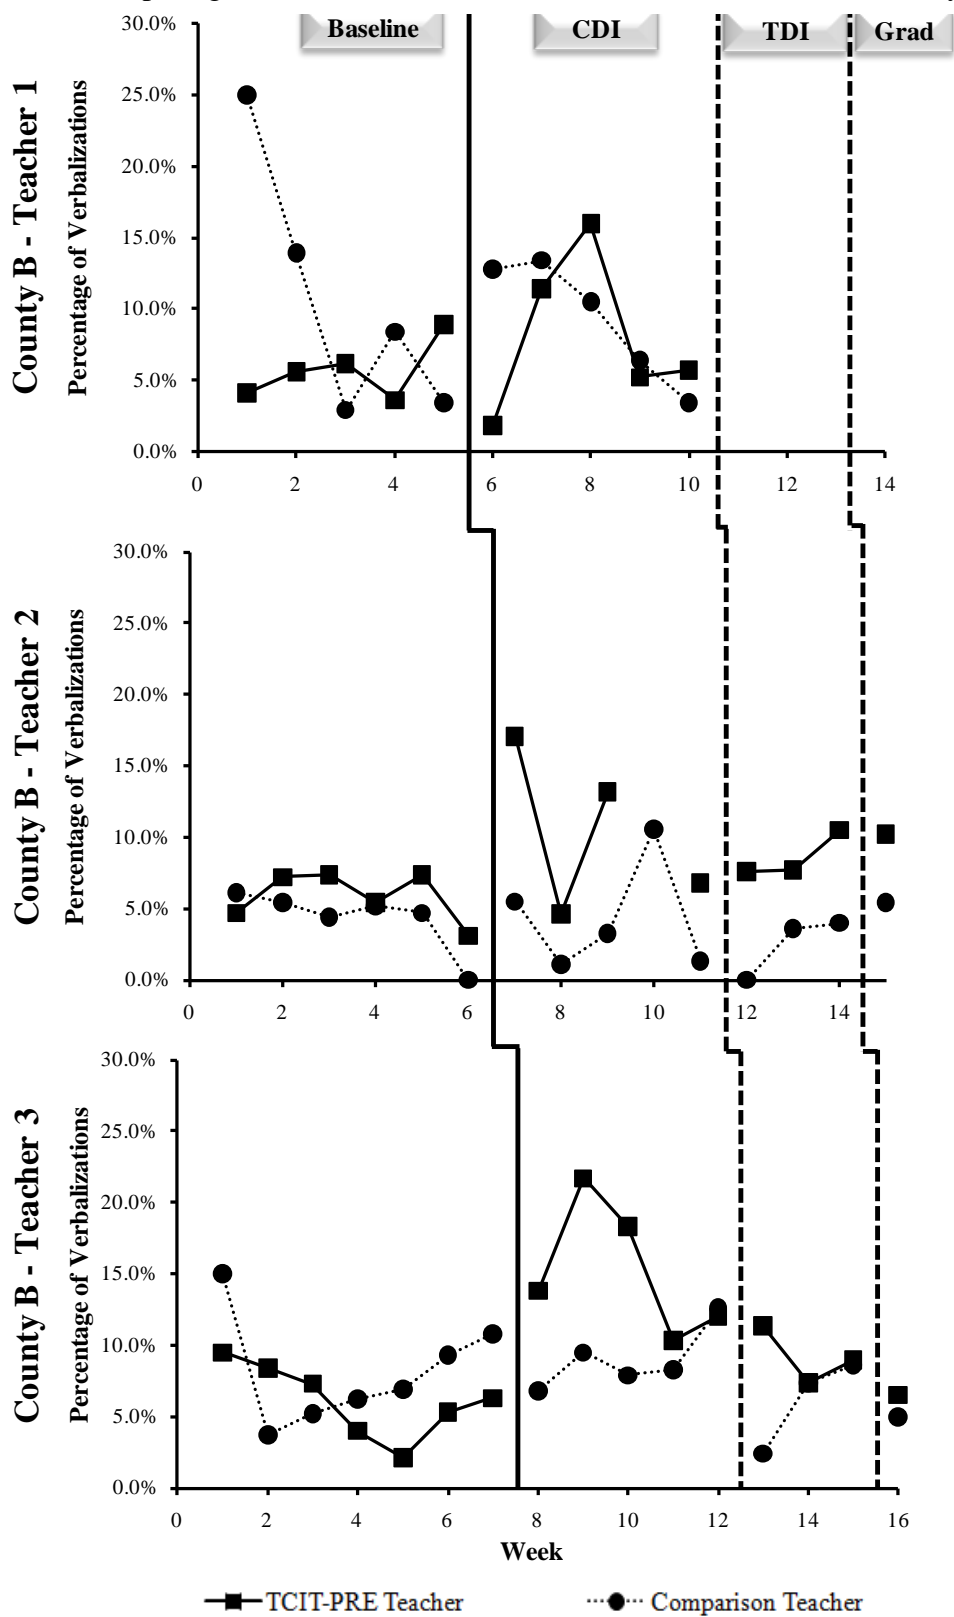 Baseline CDI TDI Grad
County B - Teacher 1
Percentage of Verbalizations
30.0%
25.0%
20.0%
15.0%
10.0%
5.0%
0.0%
0 2 4 6 8 10 12 14
County B - Teacher 2
Percentage of Verbalizations
30.0%
25.0%
20.0%
15.0%
10.0%
5.0%
0.0%
0 2 4 6 8 10 12 14
County B - Teacher 3
Percentage of Verbalizations
30.0%
25.0%
20.0%
15.0%
10.0%
5.0%
0.0%
0 2 4 6 8 10 12 14 16
Week
TCIT-PRE Teacher Comparison Teacher